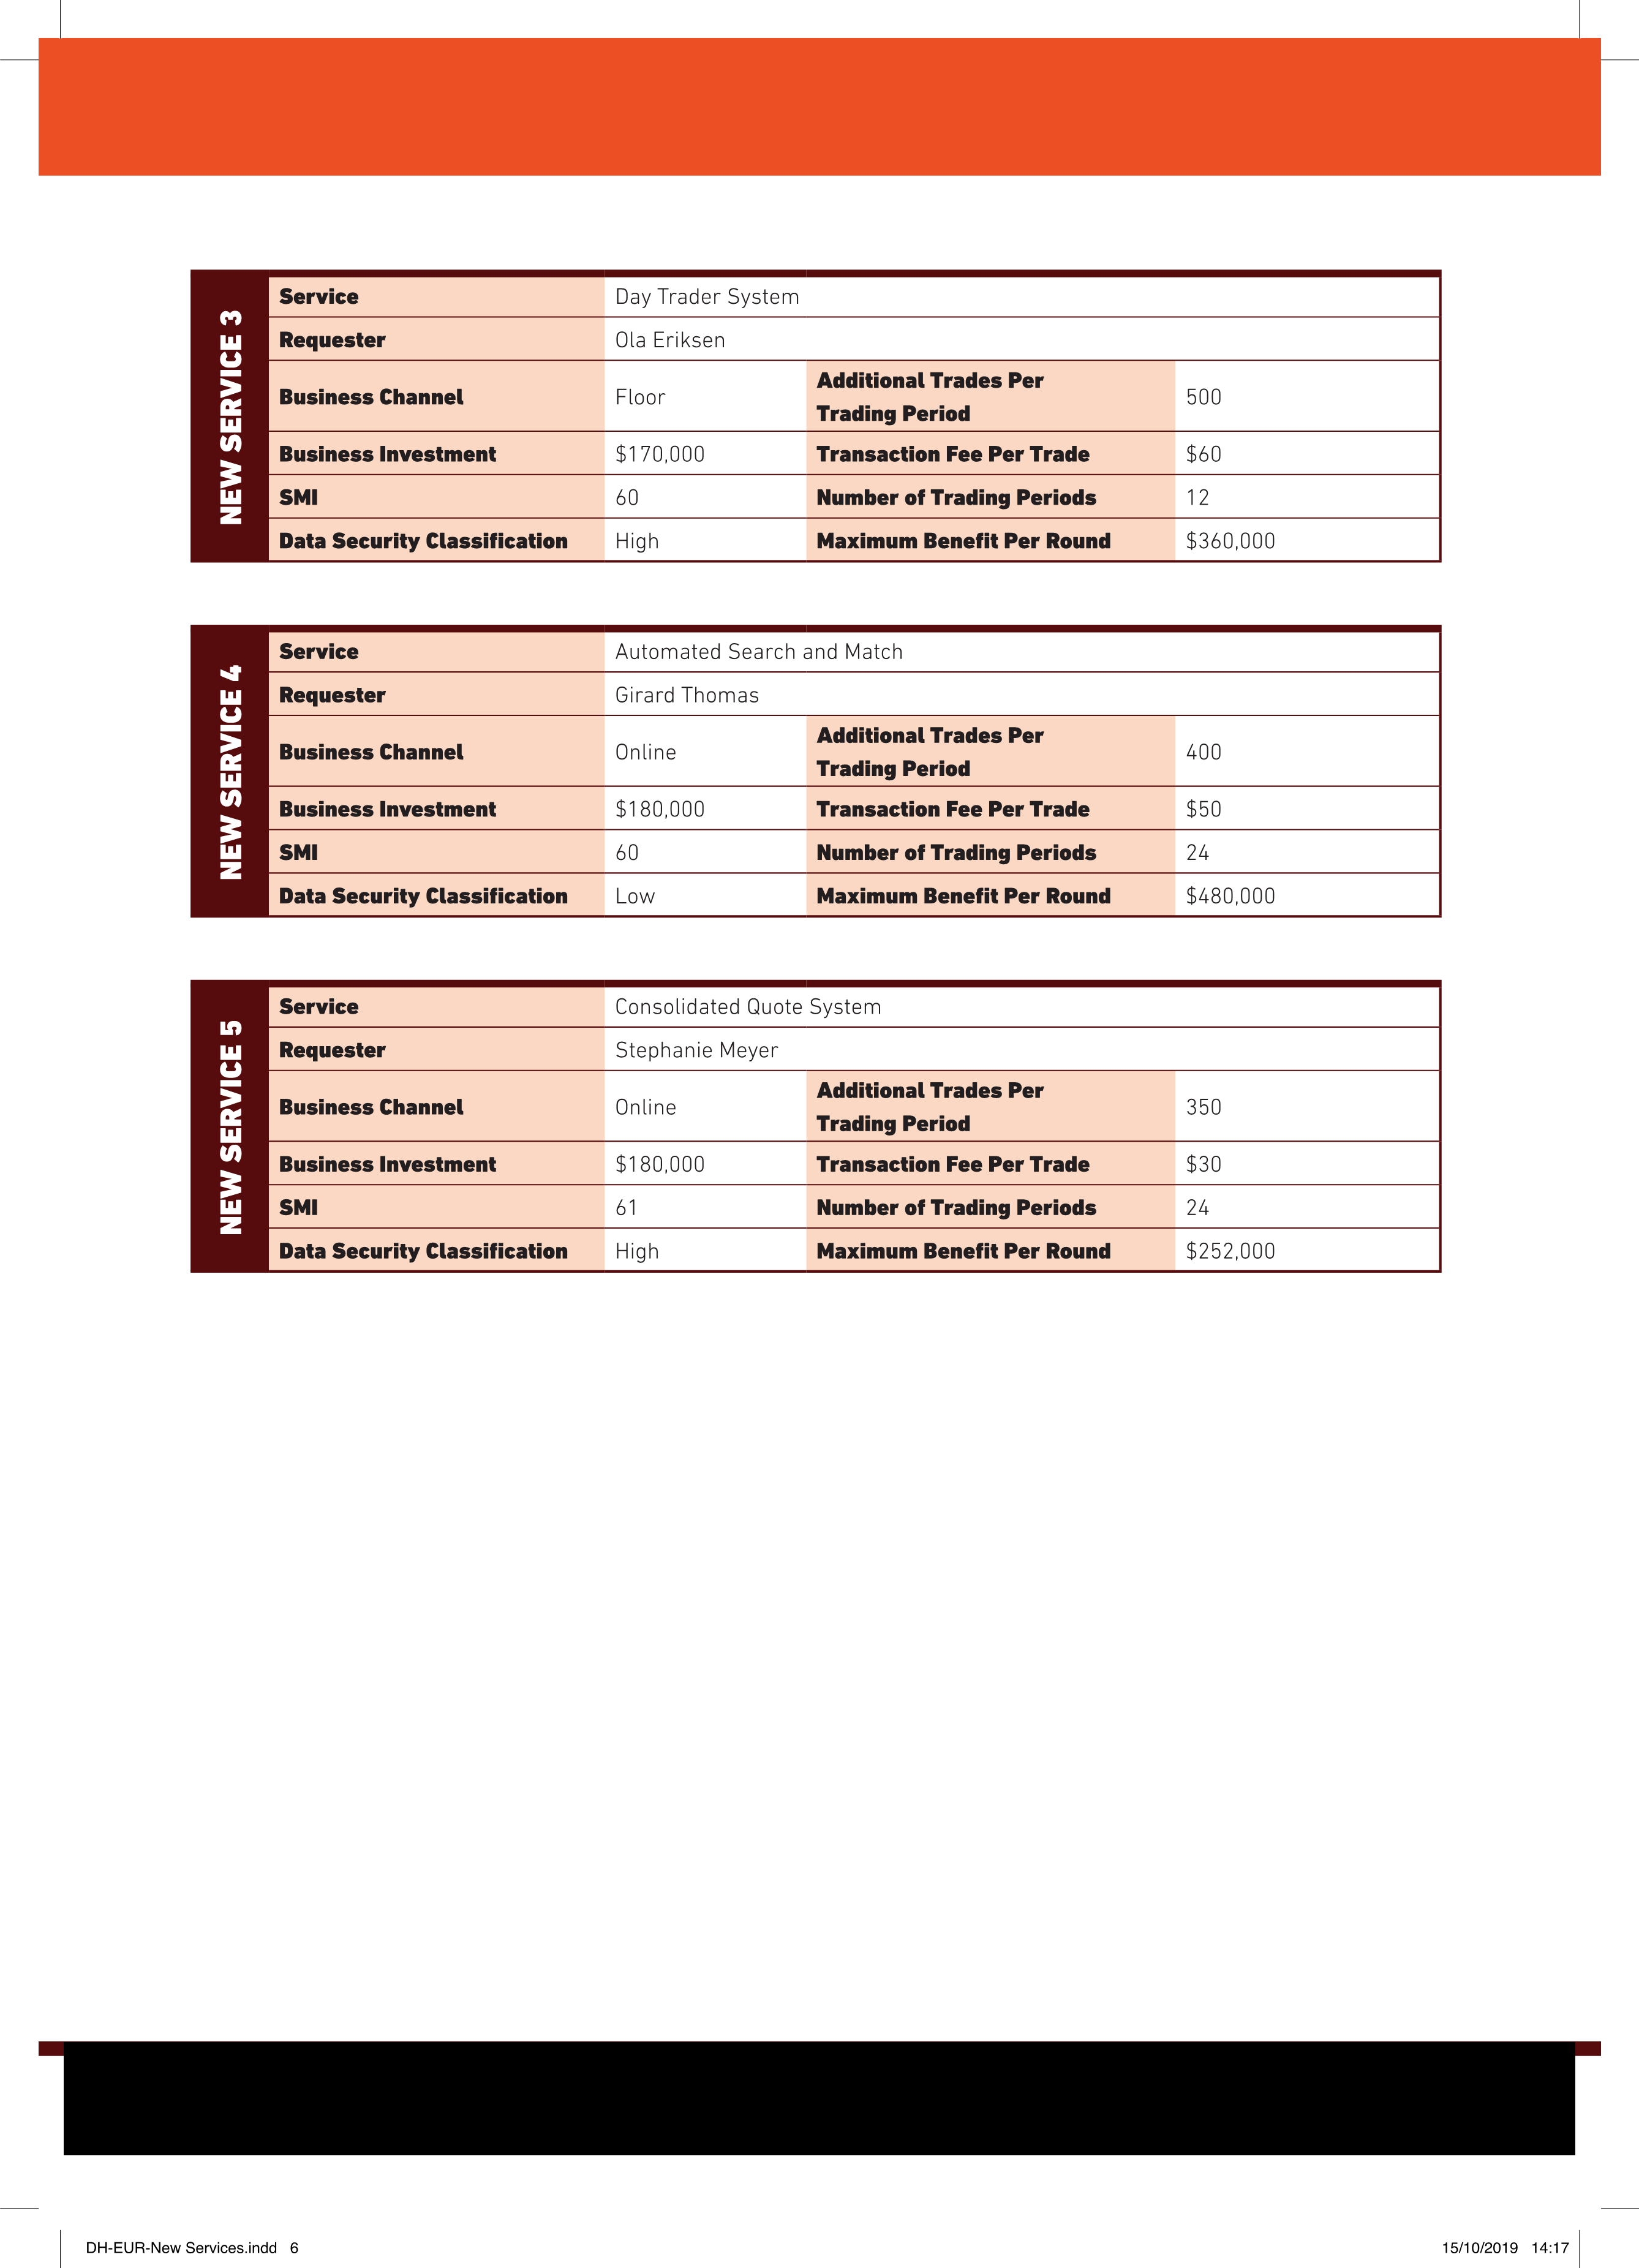 NEW SERVICE 3
Service Day Trader System
Requester Ola Eriksen
Business Channel Floor Additional Trades Per Trading Period 500
Business Investment $170,000 Transaction Fee Per Trade $60
SMI 60 Number of Trading Periods 12
Data Security Classification High Maximum Benefit Per Round $360,000
NEW SERVICE 4
Service Automated Search and Match
Requester Girard Thomas
Business Channel Online Additional Trades Per Trading Period 400
Business Investment $180,000 Transaction Fee Per Trade $50
SMI 60 Number of Trading Periods 24
Data Security Classification Low Maximum Benefit Per Round $480,000
NEW SERVICE 5
Service Consolidated Quote System
Requester Stephanie Meyer
Business Channel Online Additional Trades Per Trading Period 350
Business Investment $180,000 Transaction Fee Per Trade $30
SMI 61 Number of Trading Periods 24
Data Security Classification High Maximum Benefit Per Round $252,000
DH-EUR-New Services.indd 6 15/10/2019 14:17